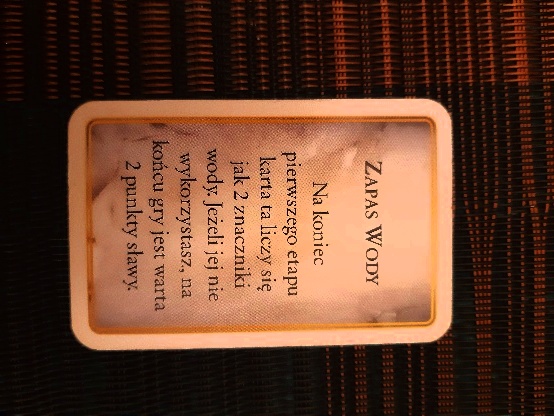 ZAPAS WODY
Na koniec
pierwszego etapu
karta ta liczy się
jak 2 znaczniki
wody. Jeżeli jej nie
wykorzystasz, na
końcu gry jest warta
2 punkty sławy.